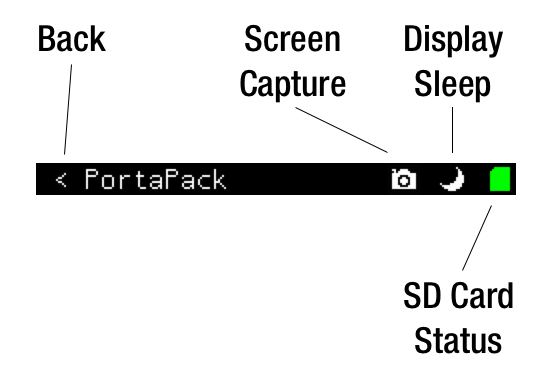 Back
Screen
Capture
Display
Sleep
< PortaPack
SD Card
Status